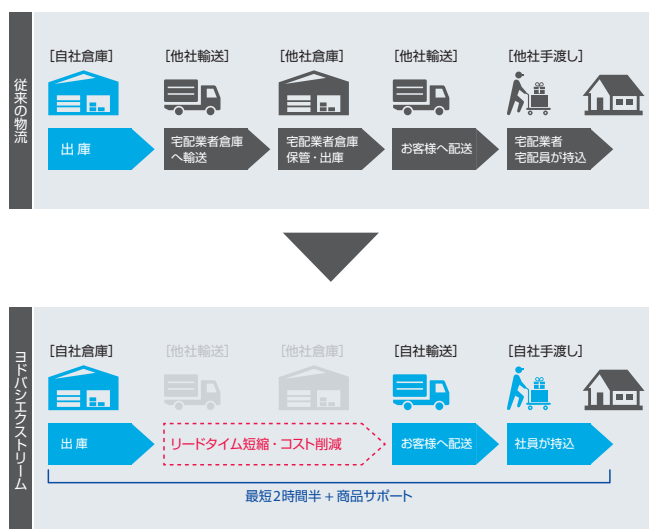 従来の物流
[自社倉庫]
[他社輸送]
[他社倉庫]
[他社輸送]
[他社手渡し]
出庫
宅配業者倉庫
へ輸送
宅配業者倉庫
保管・出庫
お客様へ配送
宅配業者
宅配員が持込
ヨドバシエクストリーム
[自社倉庫]
[他社輸送]
[他社倉庫]
[自社輸送]
[自社手渡し]
出庫
リードタイム短縮・コスト削減
お客様へ配送
社員が持込
最短2時間半+商品サポート